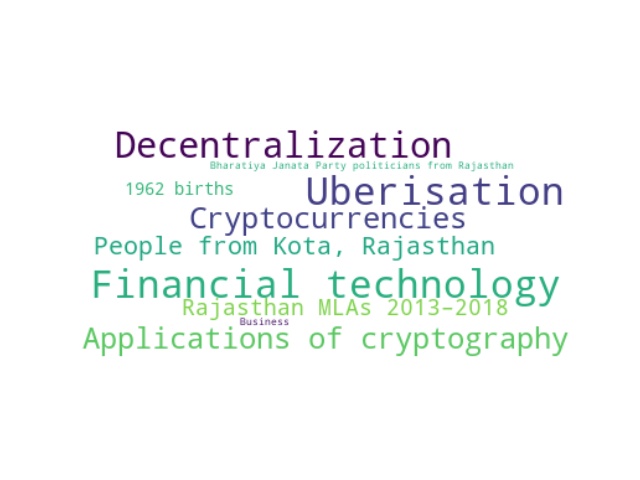 Decentralization
Bharatiya Janata Party politicians from Rajasthan
1962 births
Uberisation
Cryptocurrencies
People from Kota, Rajasthan
Financial technology
Rajasthan MLAs 2013–2018
Business
Applications of cryptography